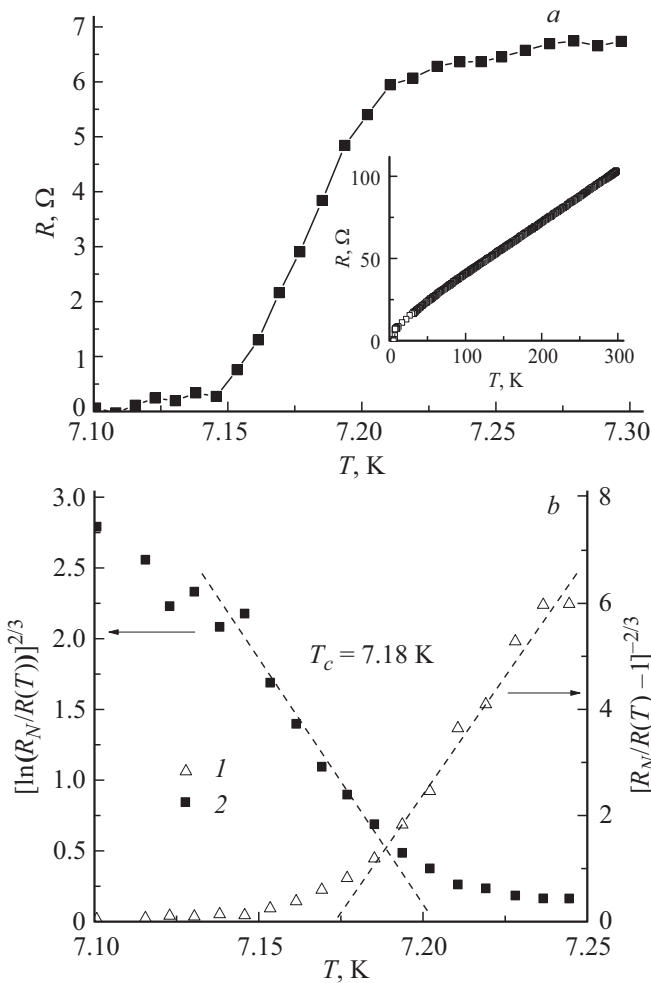 a
8
7
6
5
4
3
2
1
0
R, Ω
7.10 7.15 7.20 7.25 7.30
T, K
100
50
0
R, Ω
0 100 200 300
T, K
b
3.0
2.5
2.0
1.5
1.0
0.5
0
[ln(R_N/R(T))]^{2/3}
T_c = 7.18 K
1
2
8
6
4
2
0
[R_N/R(T) −1]^{−2/3}
7.10 7.15 7.20 7.25
T, K